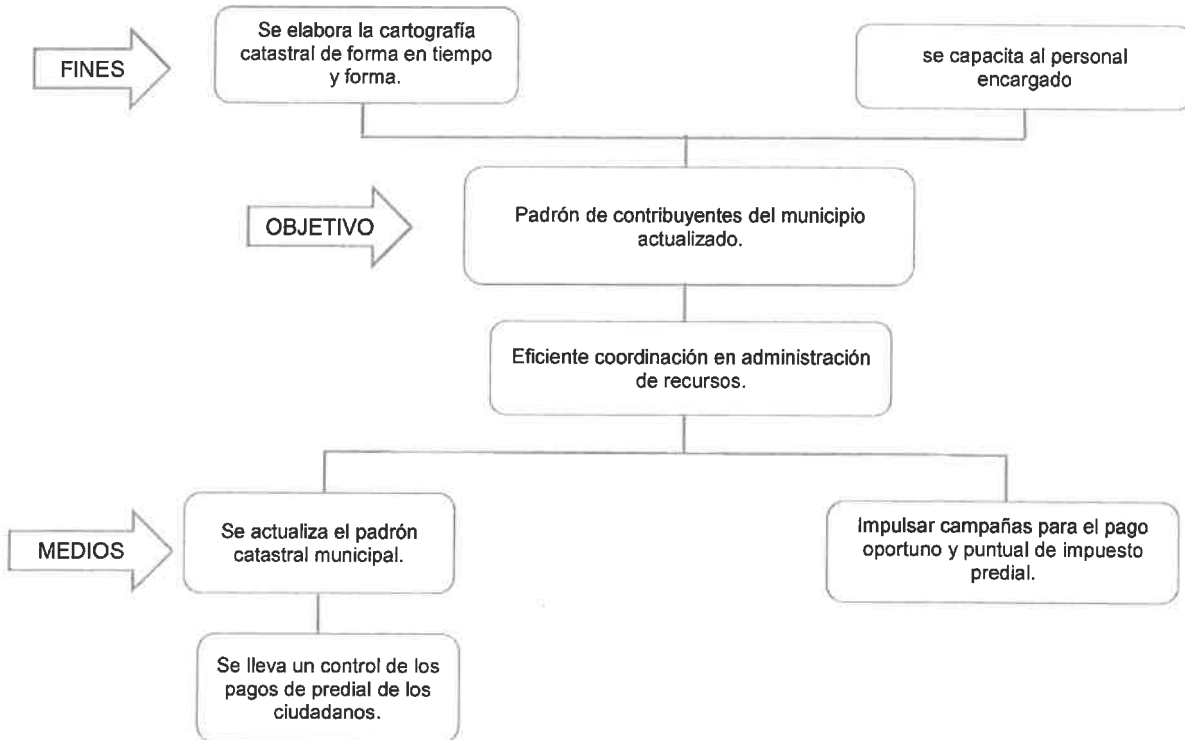 Se elabora la cartografía
catastral de forma en tiempo
y forma.
FINES
se capacita al personal
encargado
Padrón de contribuyentes del municipio
actualizado.
OBJETIVO
Eficiente coordinación en administración
de recursos.
Se actualiza el padrón
catastral municipal.
MEDIOS
Impulsar campañas para el pago
oportuno y puntual de impuesto
predial.
Se lleva un control de los
pagos de predial de los
ciudadanos.